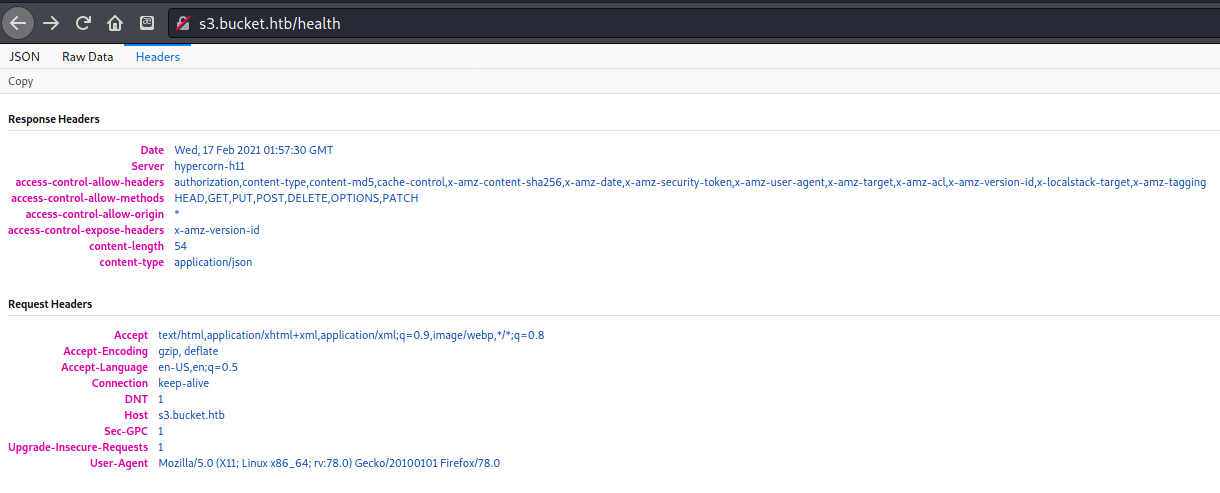 s3.bucket.htb/health
JSON Raw Data Headers
Copy
Response Headers
Date Wed, 17 Feb 2021 01:57:30 GMT
Server hypercorn-h11
access-control-allow-headers authorization,content-type,content-md5,cache-control,x-amz-content-sha256,x-amz-date,x-amz-security-token,x-amz-user-agent,x-amz-target,x-amz-acl,x-amz-version-id,x-localstack-target,x-amz-tagging
access-control-allow-methods HEAD,GET,PUT,POST,DELETE,OPTIONS,PATCH
access-control-allow-origin *
access-control-expose-headers x-amz-version-id
content-length 54
content-type application/json
Request Headers
Accept text/html,application/xhtml+xml,application/xml;q=0.9,image/webp,*/*;q=0.8
Accept-Encoding gzip, deflate
Accept-Language en-US,en;q=0.5
Connection keep-alive
DNT 1
Host s3.bucket.htb
Sec-GPC 1
Upgrade-Insecure-Requests 1
User-Agent Mozilla/5.0 (X11; Linux x86_64; rv:78.0) Gecko/20100101 Firefox/78.0